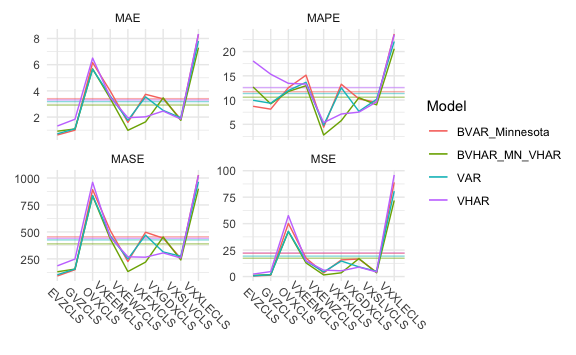 MAE
MAPE
8
6
4
2
20
15
10
5
MASE
MSE
1000
750
500
250
100
75
50
25
0
EVZCLS
GVZCLS
OVXCLS
VXEEMCLS
VXEWZCLS
VXFXICLS
VXGDXCLS
VXSLVCLS
VXXLECLS
EVZCLS
GVZCLS
OVXCLS
VXEEMCLS
VXEWZCLS
VXFXICLS
VXGDXCLS
VXSLVCLS
VXXLECLS
Model
BVAR_Minnesota
BVHAR_MN_VHAR
VAR
VHAR